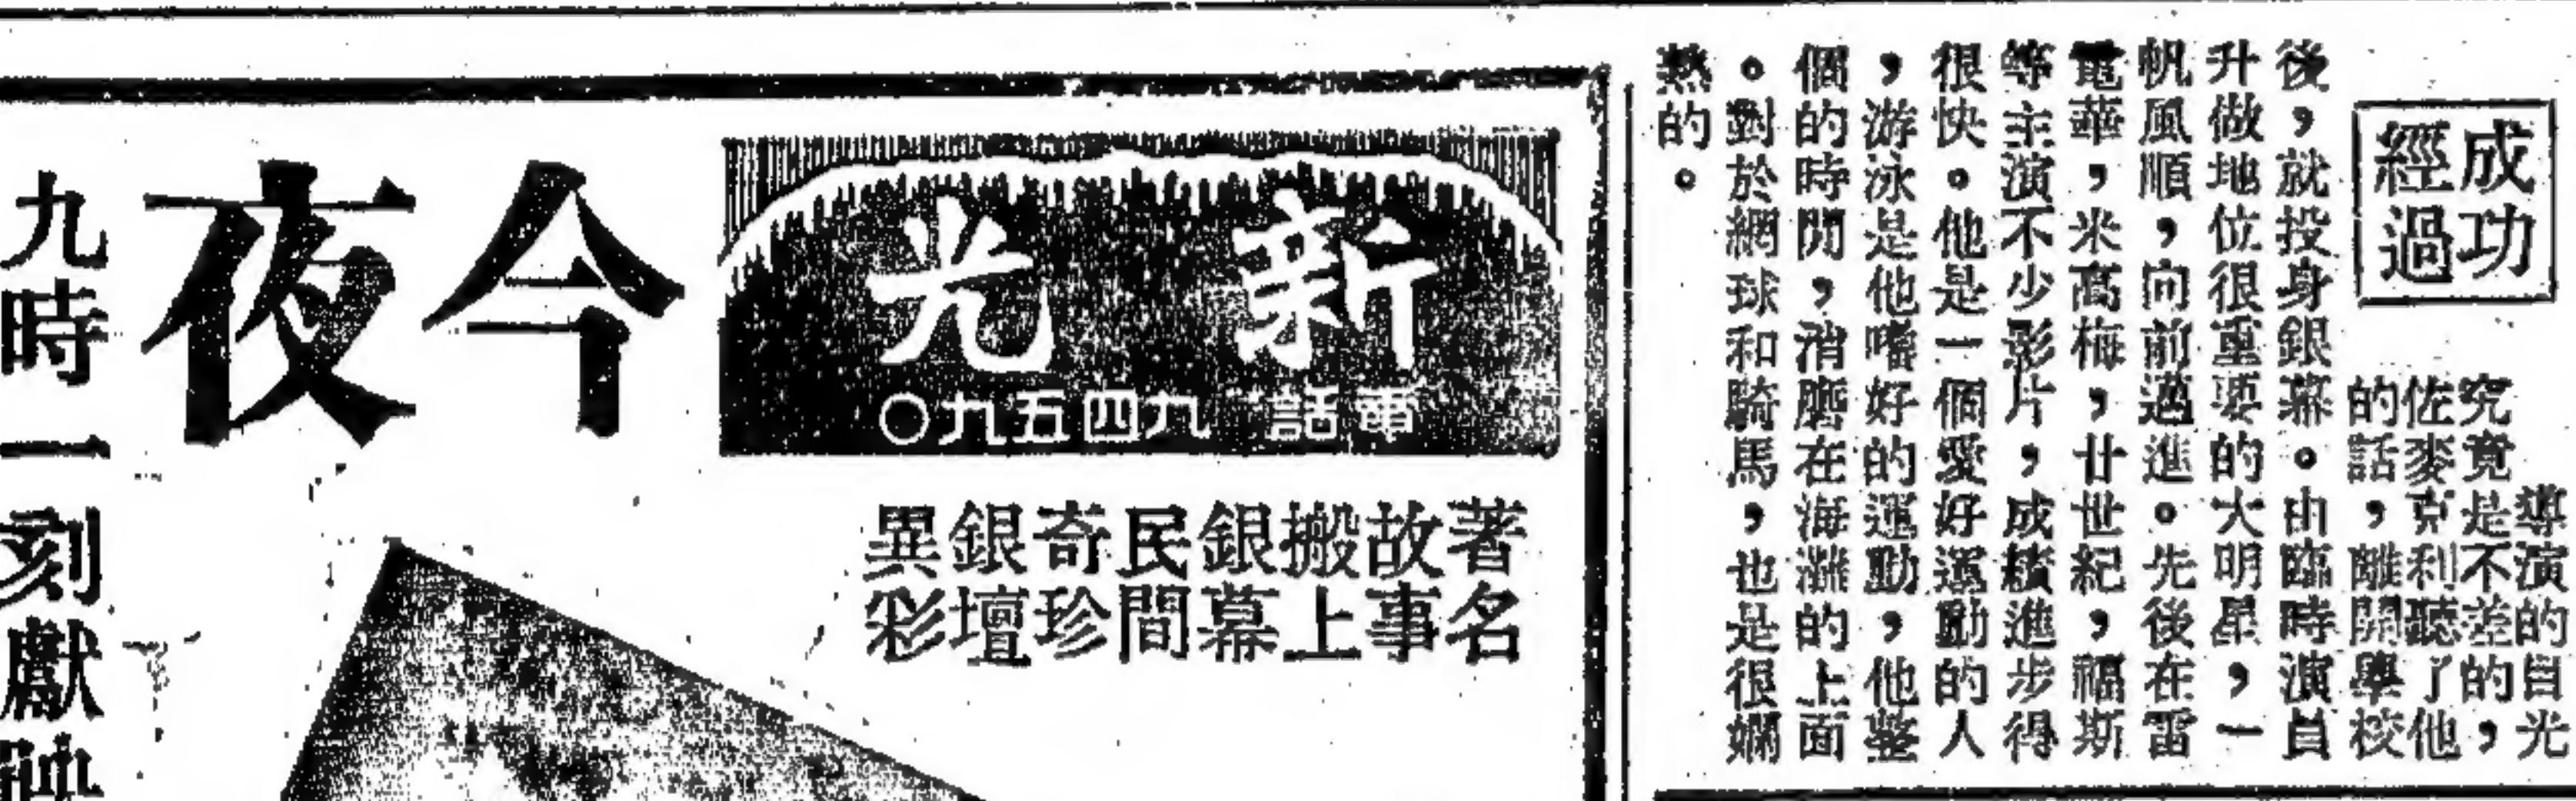 成功
經過
導演的目光
究竟是不差的，
佐麥克利聽了他
的話，離開學校
後，就投身銀幕。由臨時演員
升做地位很重要的大明星，一
帆風順，向前邁進。先後在雷
電華，米高梅，廿世紀，福斯
等主演不少影片，成績進步得
很快。他是一個愛好運動的人
，游泳是他嗜好的運動，他整
個的時間，消磨在海灘的上面
。對於網球和騎馬，也是很嫻
熱的。
新光
電話 九四五九〇
著名
故事
搬上
銀幕
民間
奇珍
銀壇
異彩
今夜
九時一刻獻